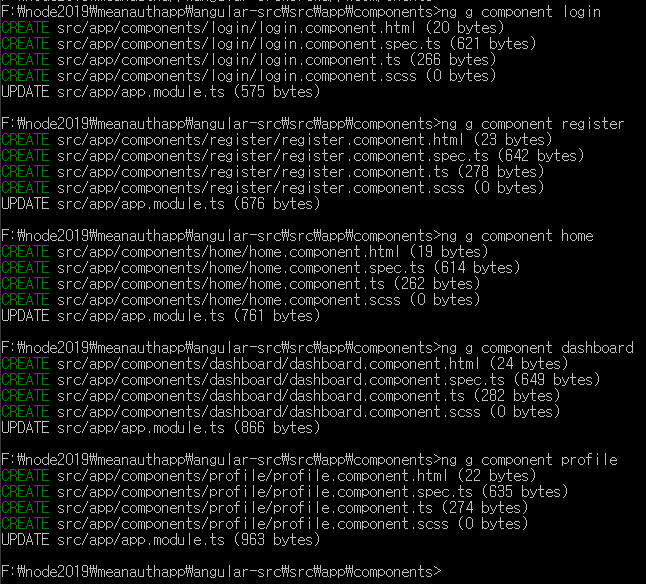 F:₩node2019₩meanauthapp₩angular-src₩src₩app₩components>ng g component login
CREATE src/app/components/login/login.component.html (20 bytes)
CREATE src/app/components/login/login.component.spec.ts (621 bytes)
CREATE src/app/components/login/login.component.ts (266 bytes)
CREATE src/app/components/login/login.component.scss (0 bytes)
UPDATE src/app/app.module.ts (575 bytes)
F:₩node2019₩meanauthapp₩angular-src₩src₩app₩components>ng g component register
CREATE src/app/components/register/register.component.html (23 bytes)
CREATE src/app/components/register/register.component.spec.ts (642 bytes)
CREATE src/app/components/register/register.component.ts (278 bytes)
CREATE src/app/components/register/register.component.scss (0 bytes)
UPDATE src/app/app.module.ts (676 bytes)
F:₩node2019₩meanauthapp₩angular-src₩src₩app₩components>ng g component home
CREATE src/app/components/home/home.component.html (19 bytes)
CREATE src/app/components/home/home.component.spec.ts (614 bytes)
CREATE src/app/components/home/home.component.ts (262 bytes)
CREATE src/app/components/home/home.component.scss (0 bytes)
UPDATE src/app/app.module.ts (761 bytes)
F:₩node2019₩meanauthapp₩angular-src₩src₩app₩components>ng g component dashboard
CREATE src/app/components/dashboard/dashboard.component.html (24 bytes)
CREATE src/app/components/dashboard/dashboard.component.spec.ts (649 bytes)
CREATE src/app/components/dashboard/dashboard.component.ts (282 bytes)
CREATE src/app/components/dashboard/dashboard.component.scss (0 bytes)
UPDATE src/app/app.module.ts (866 bytes)
F:₩node2019₩meanauthapp₩angular-src₩src₩app₩components>ng g component profile
CREATE src/app/components/profile/profile.component.html (22 bytes)
CREATE src/app/components/profile/profile.component.spec.ts (635 bytes)
CREATE src/app/components/profile/profile.component.ts (274 bytes)
CREATE src/app/components/profile/profile.component.scss (0 bytes)
UPDATE src/app/app.module.ts (963 bytes)
F:₩node2019₩meanauthapp₩angular-src₩src₩app₩components>